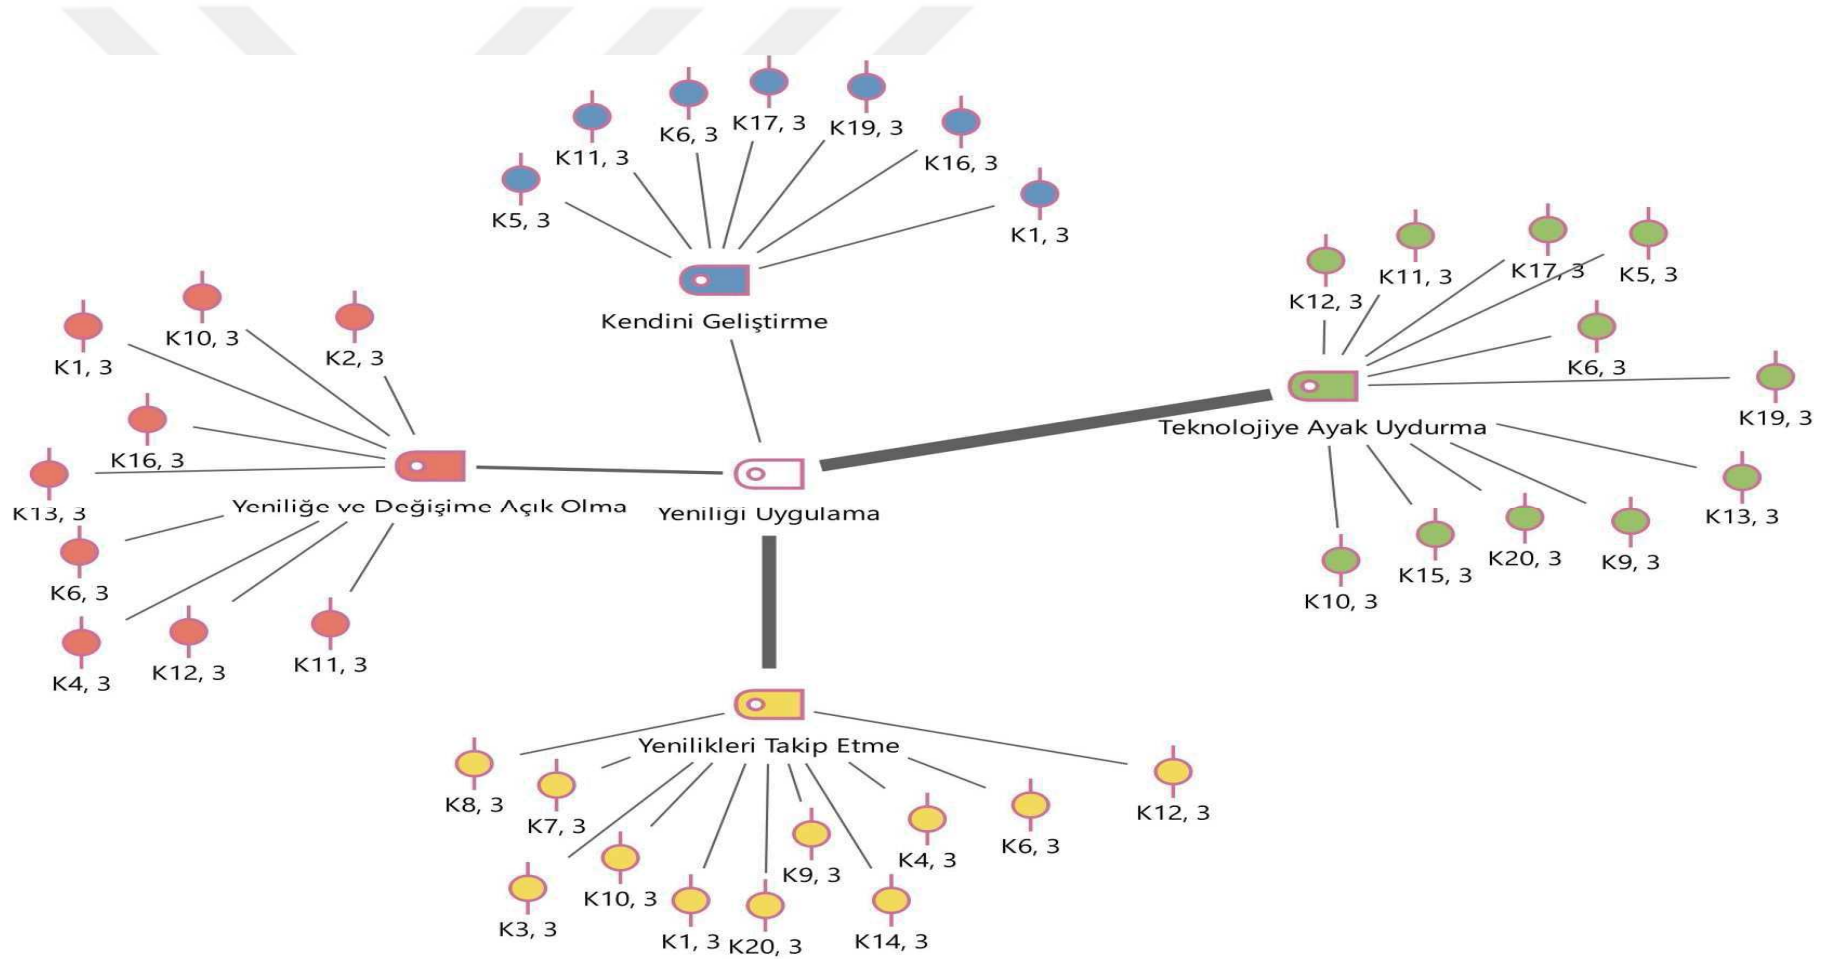 K17, 3
K19, 3
K6, 3
K11, 3
K16, 3
K5, 3
K1, 3
Kendini Geliştirme
K12, 3
K11, 3
K17, 3
K5, 3
K6, 3
K19, 3
Teknolojiye Ayak Uydurma
K13, 3
K10, 3
K15, 3
K20, 3
K9, 3
K1, 3
K10, 3
K2, 3
K16, 3
K13, 3
Yeniliğe ve Değişime Açık Olma
K6, 3
K4, 3
K12, 3
K11, 3
Yeniliği Uygulama
Yenilikleri Takip Etme
K8, 3
K7, 3
K3, 3
K10, 3
K1, 3
K20, 3
K9, 3
K14, 3
K4, 3
K6, 3
K12, 3